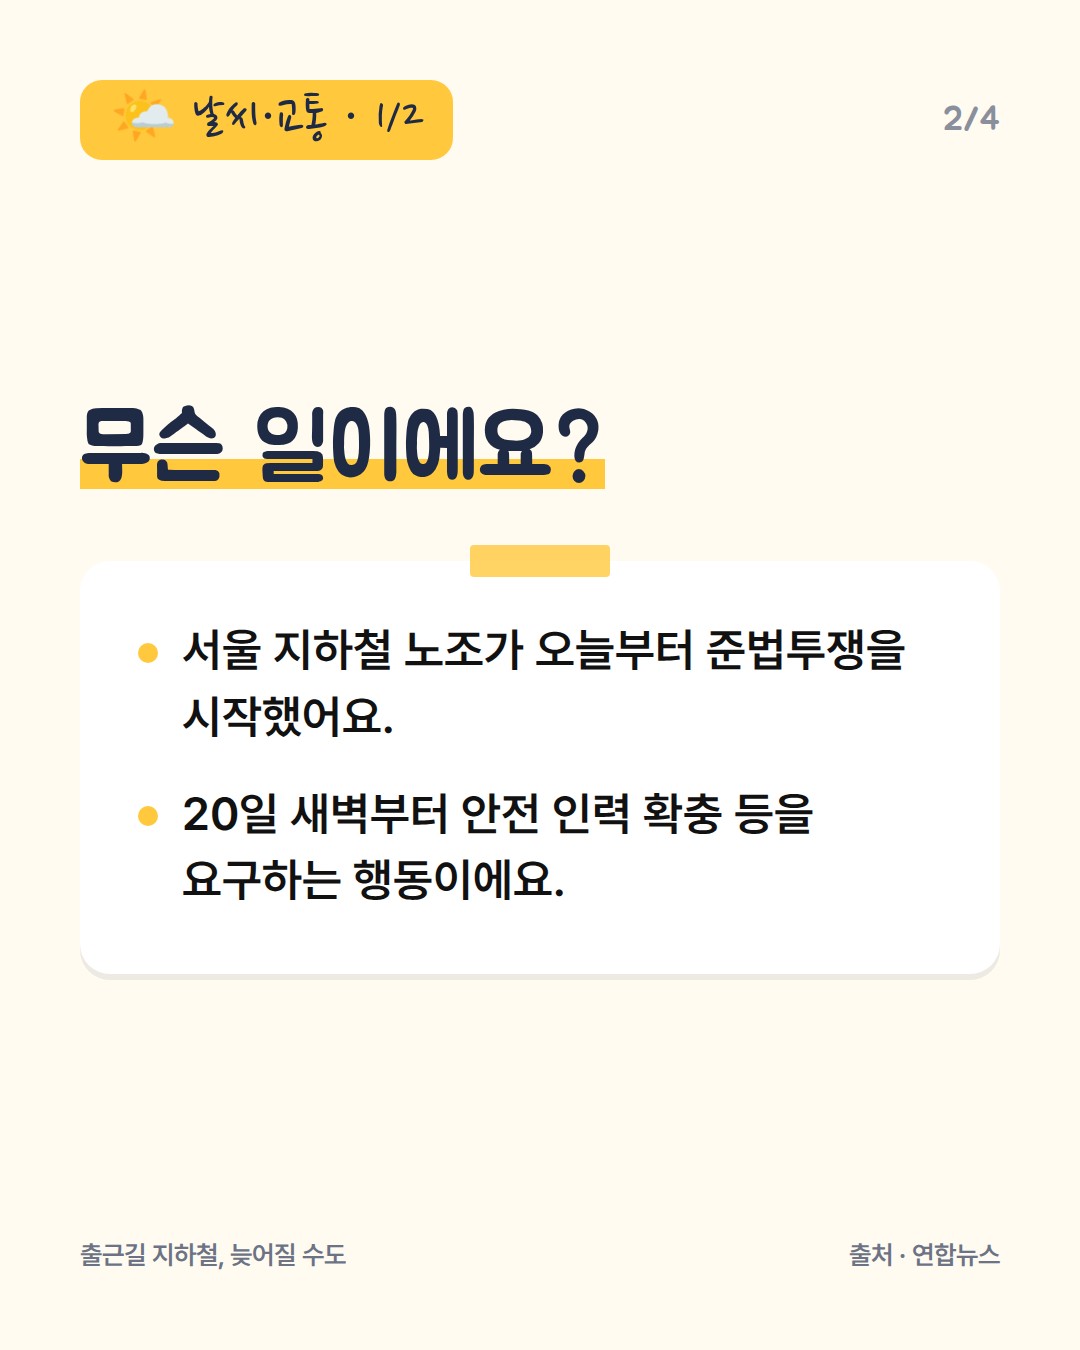 날씨·교통 · 1/2
2/4
무슨 일이에요?
서울 지하철 노조가 오늘부터 준법투쟁을
시작했어요.
20일 새벽부터 안전 인력 확충 등을
요구하는 행동이에요.
출근길 지하철, 늦어질 수도
출처 · 연합뉴스